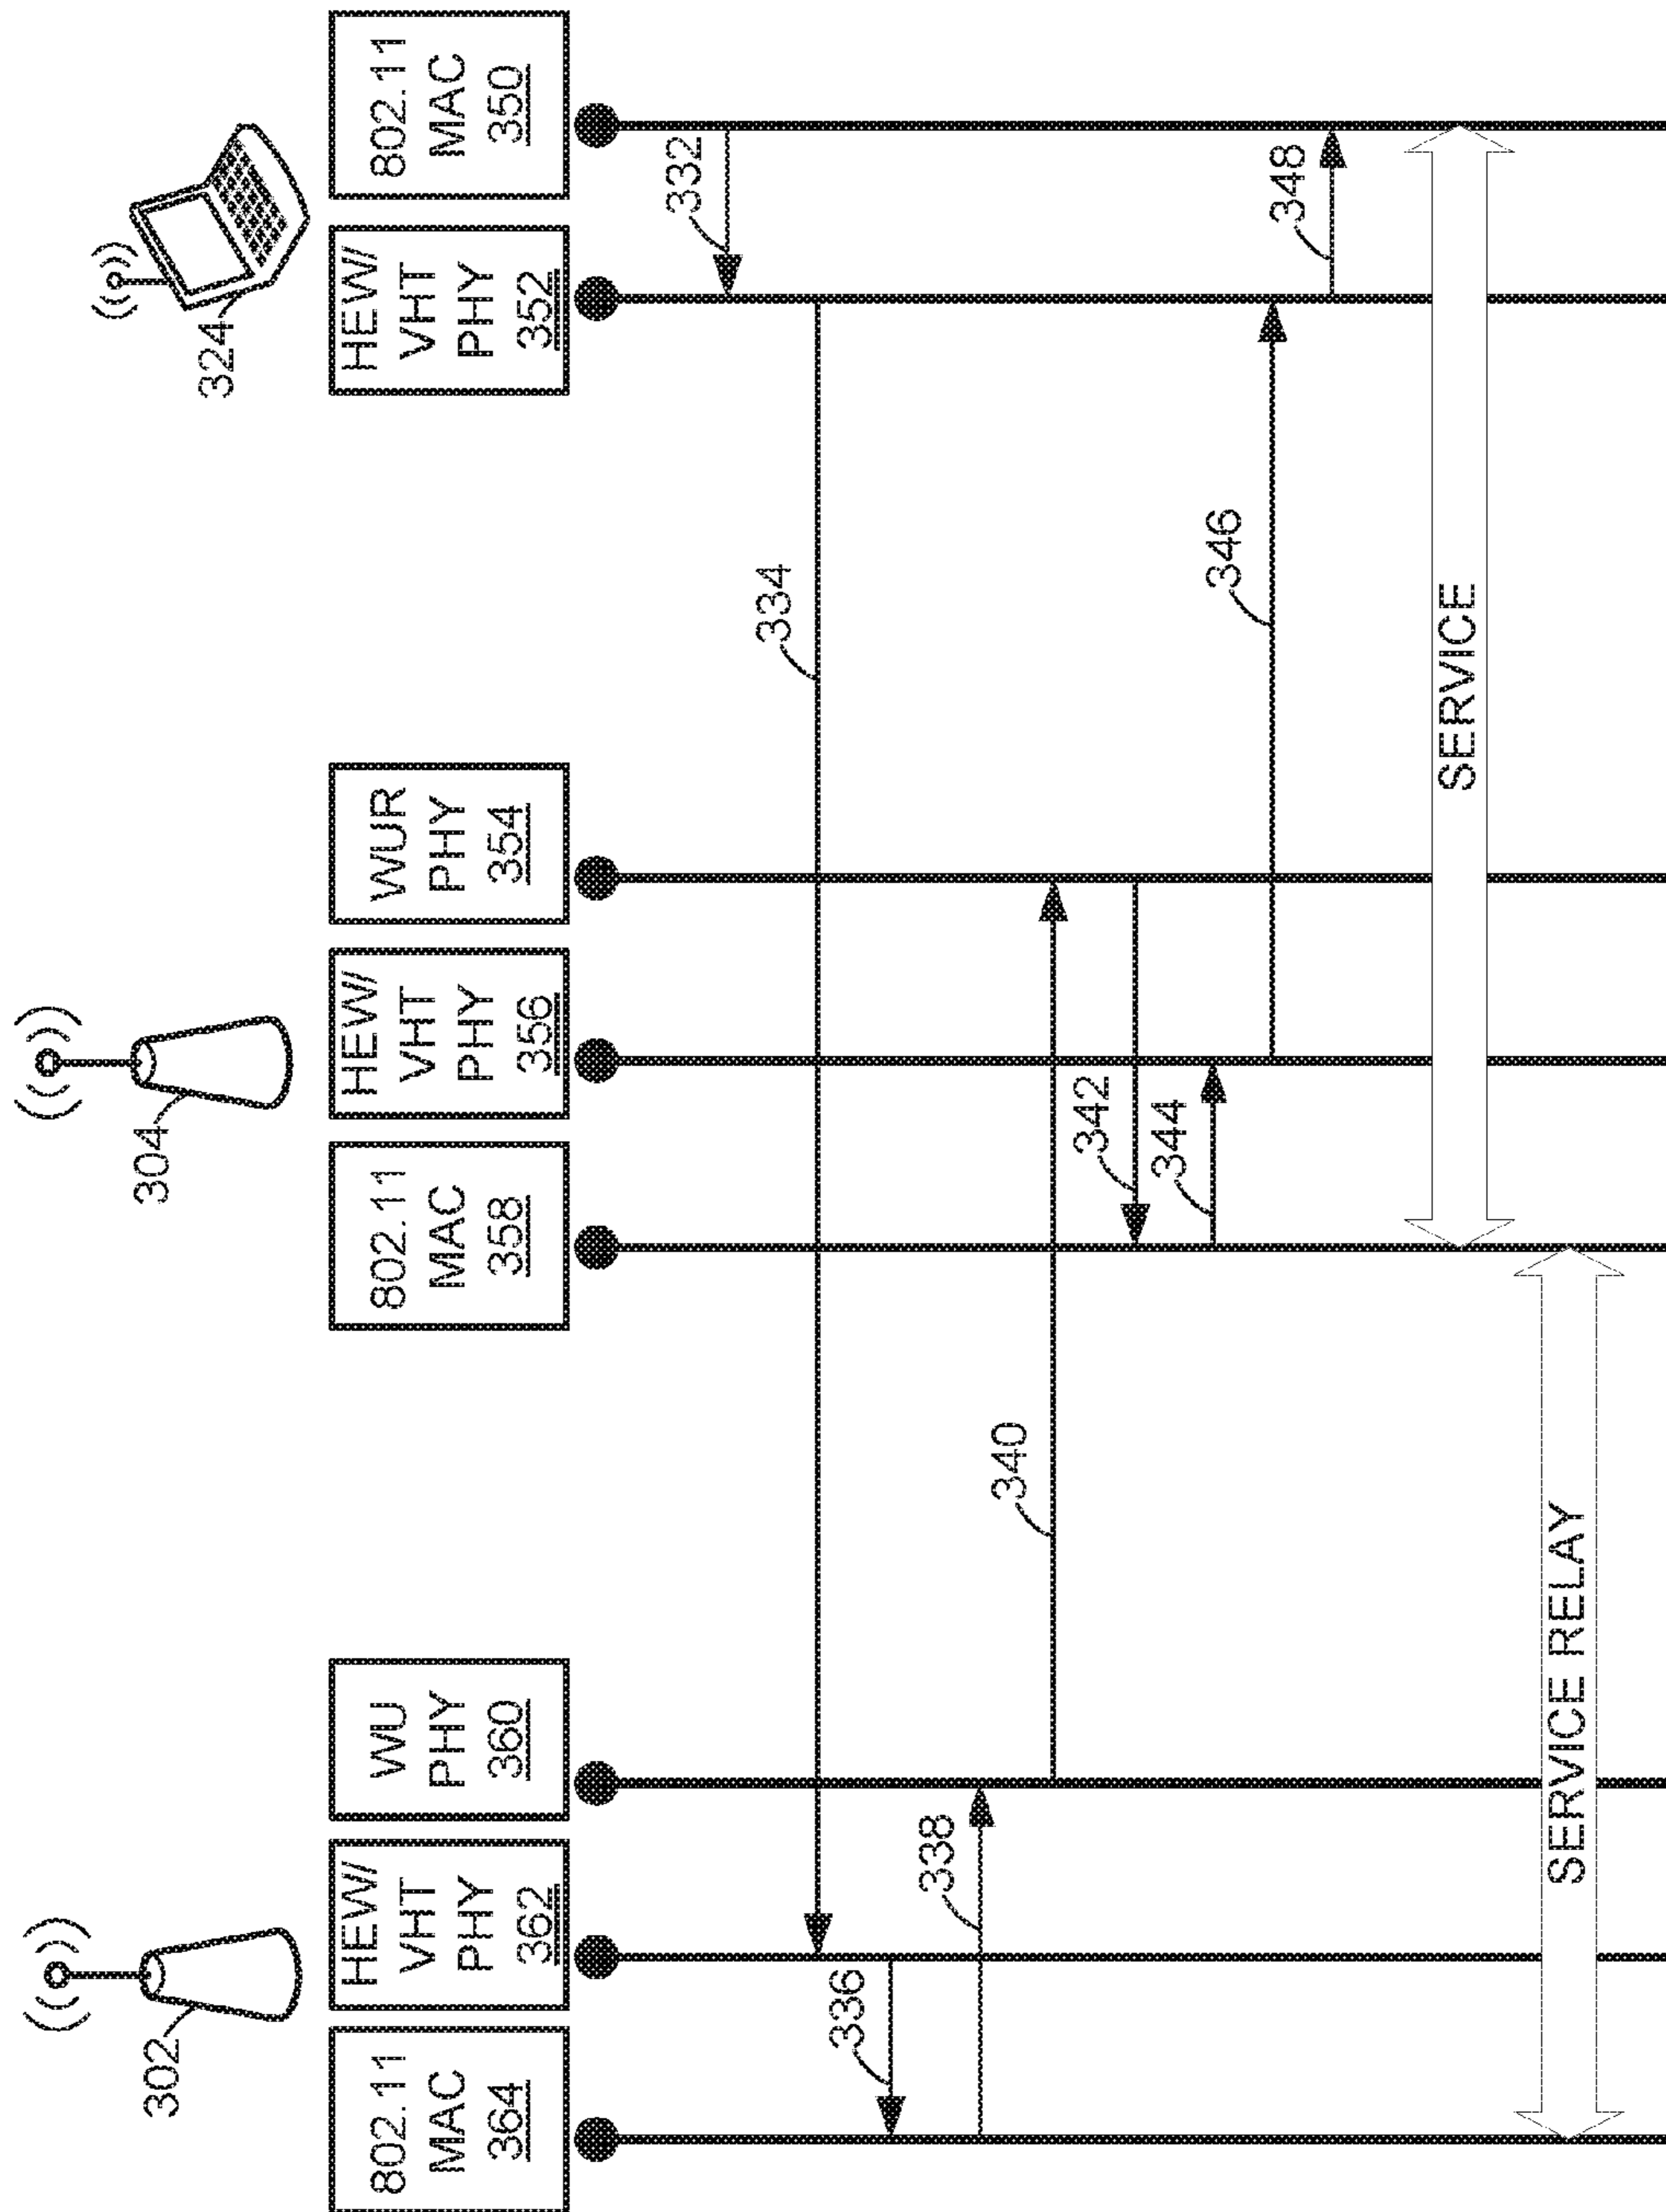 302
304
324
802.11
MAC
364
HEW/
VHT
PHY
362
WU
PHY
360
802.11
MAC
358
HEW/
VHT
PHY
356
WUR
PHY
354
HEW/
VHT
PHY
352
802.11
MAC
350
332
334
336
338
340
342
344
346
348
SERVICE
SERVICE RELAY